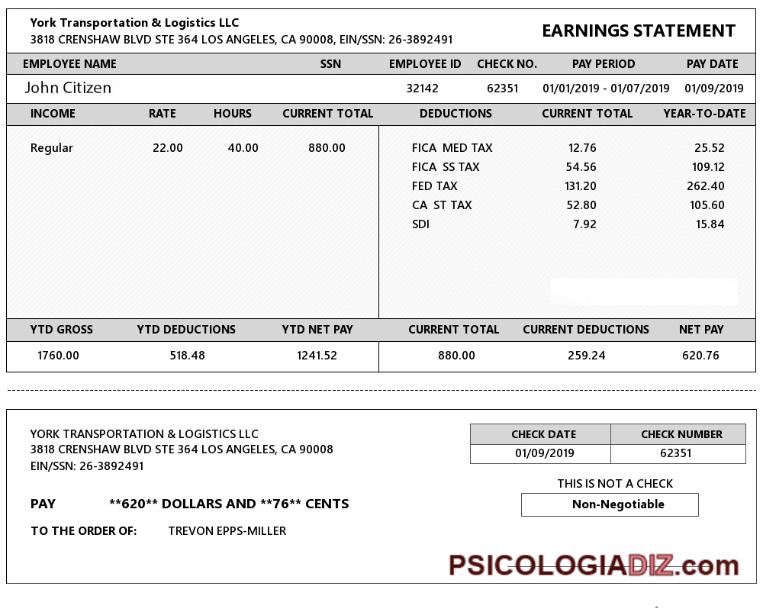 York Transportation & Logistics LLC
3818 CRENSHAW BLVD STE 364 LOS ANGELES, CA 90008, EIN/SSN: 26-3892491
EARNINGS STATEMENT
EMPLOYEE NAME SSN EMPLOYEE ID CHECK NO. PAY PERIOD PAY DATE
John Citizen 32142 62351 01/01/2019 - 01/07/2019 01/09/2019
INCOME RATE HOURS CURRENT TOTAL DEDUCTIONS CURRENT TOTAL YEAR-TO-DATE
Regular 22.00 40.00 880.00 FICA MED TAX 12.76 25.52
FICA SS TAX 54.56 109.12
FED TAX 131.20 262.40
CA ST TAX 52.80 105.60
SDI 7.92 15.84
YTD GROSS YTD DEDUCTIONS YTD NET PAY CURRENT TOTAL CURRENT DEDUCTIONS NET PAY
1760.00 518.48 1241.52 880.00 259.24 620.76
YORK TRANSPORTATION & LOGISTICS LLC
3818 CRENSHAW BLVD STE 364 LOS ANGELES, CA 90008
EIN/SSN: 26-3892491
CHECK DATE CHECK NUMBER
01/09/2019 62351
THIS IS NOT A CHECK
Non-Negotiable
PAY **620** DOLLARS AND **76** CENTS
TO THE ORDER OF: TREVON EPPS-MILLER
PSICOLOGIADIZ.com